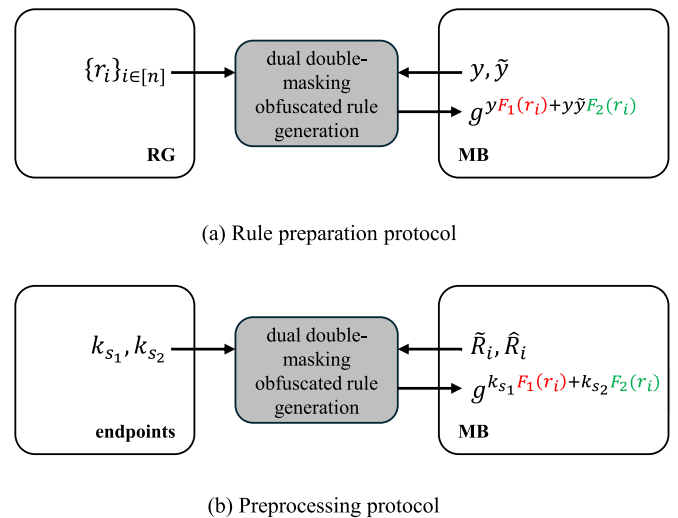 {r_i}_{i∈[n]}
RG
dual double-
masking
obfuscated rule
generation
y, ỹ
g^{yF_1(r_i)+yỹF_2(r_i)}
MB
(a) Rule preparation protocol
k_{s_1}, k_{s_2}
endpoints
dual double-
masking
obfuscated rule
generation
R̃_i, R̂_i
g^{k_{s_1}F_1(r_i)+k_{s_2}F_2(r_i)}
MB
(b) Preprocessing protocol